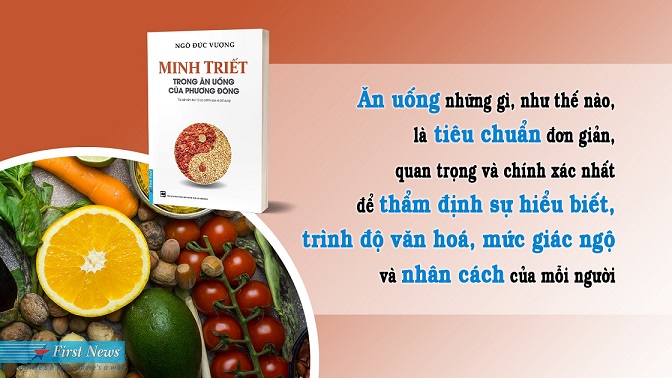 NGÔ ĐỨC VƯỢNG
MINH TRIẾT
TRONG ĂN UỐNG
CỦA PHƯƠNG ĐÔNG
Ăn uống những gì, như thế nào,
là tiêu chuẩn đơn giản,
quan trọng và chính xác nhất
để thẩm định sự hiểu biết,
trình độ văn hoá, mức giác ngộ
và nhân cách của mỗi người
First News